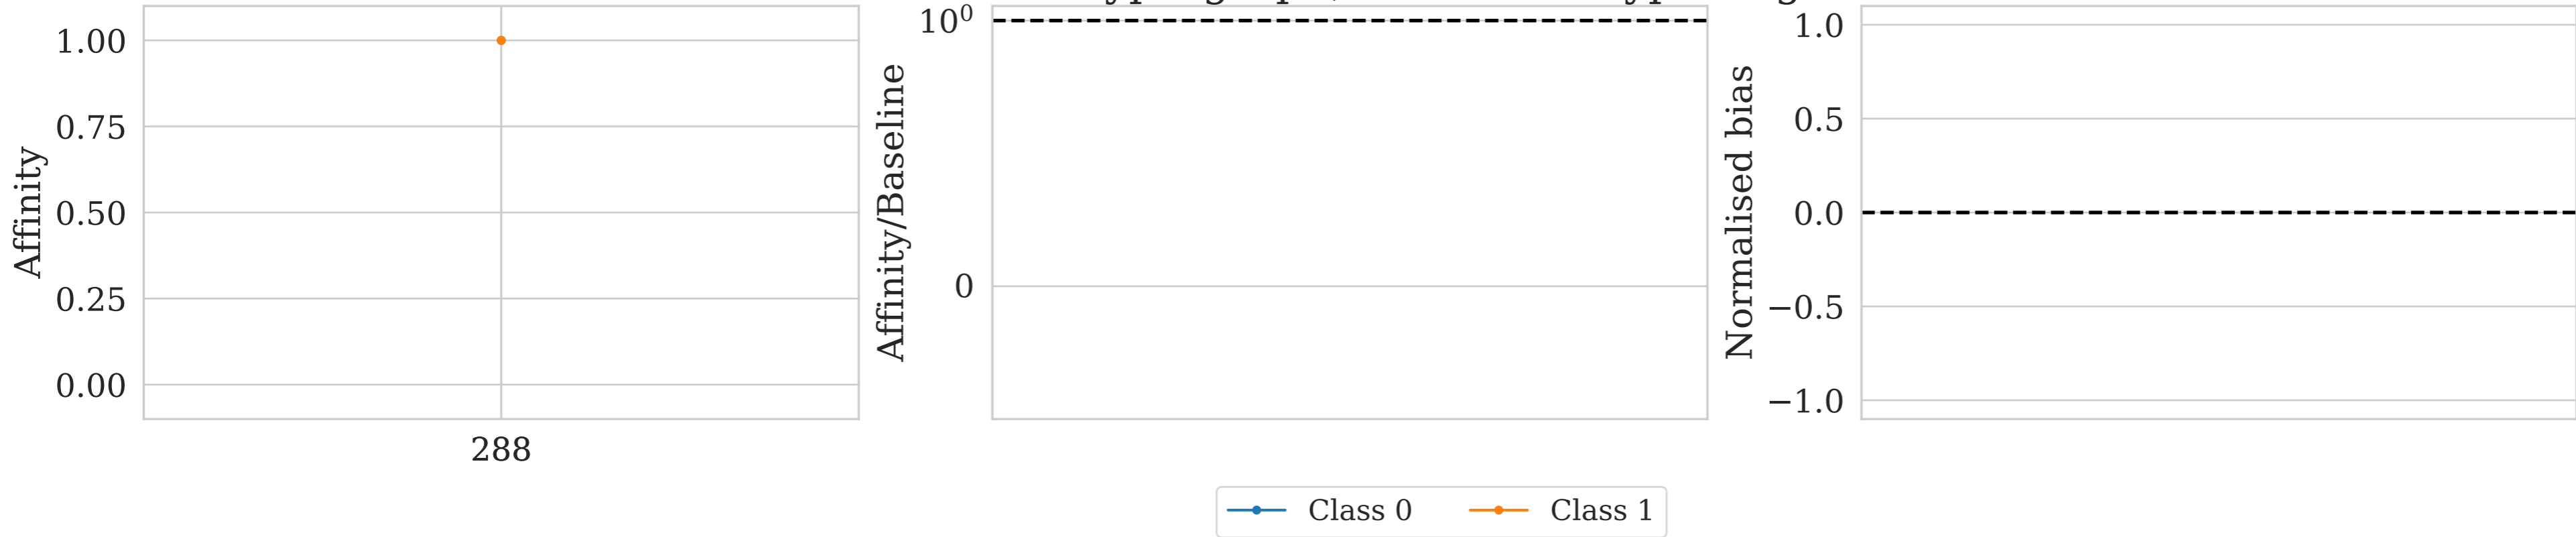 Affinity
1.00
0.75
0.50
0.25
0.00
288
Affinity/Baseline
10⁰
0
Normalised bias
1.0
0.5
0.0
−0.5
−1.0
Class 0
Class 1